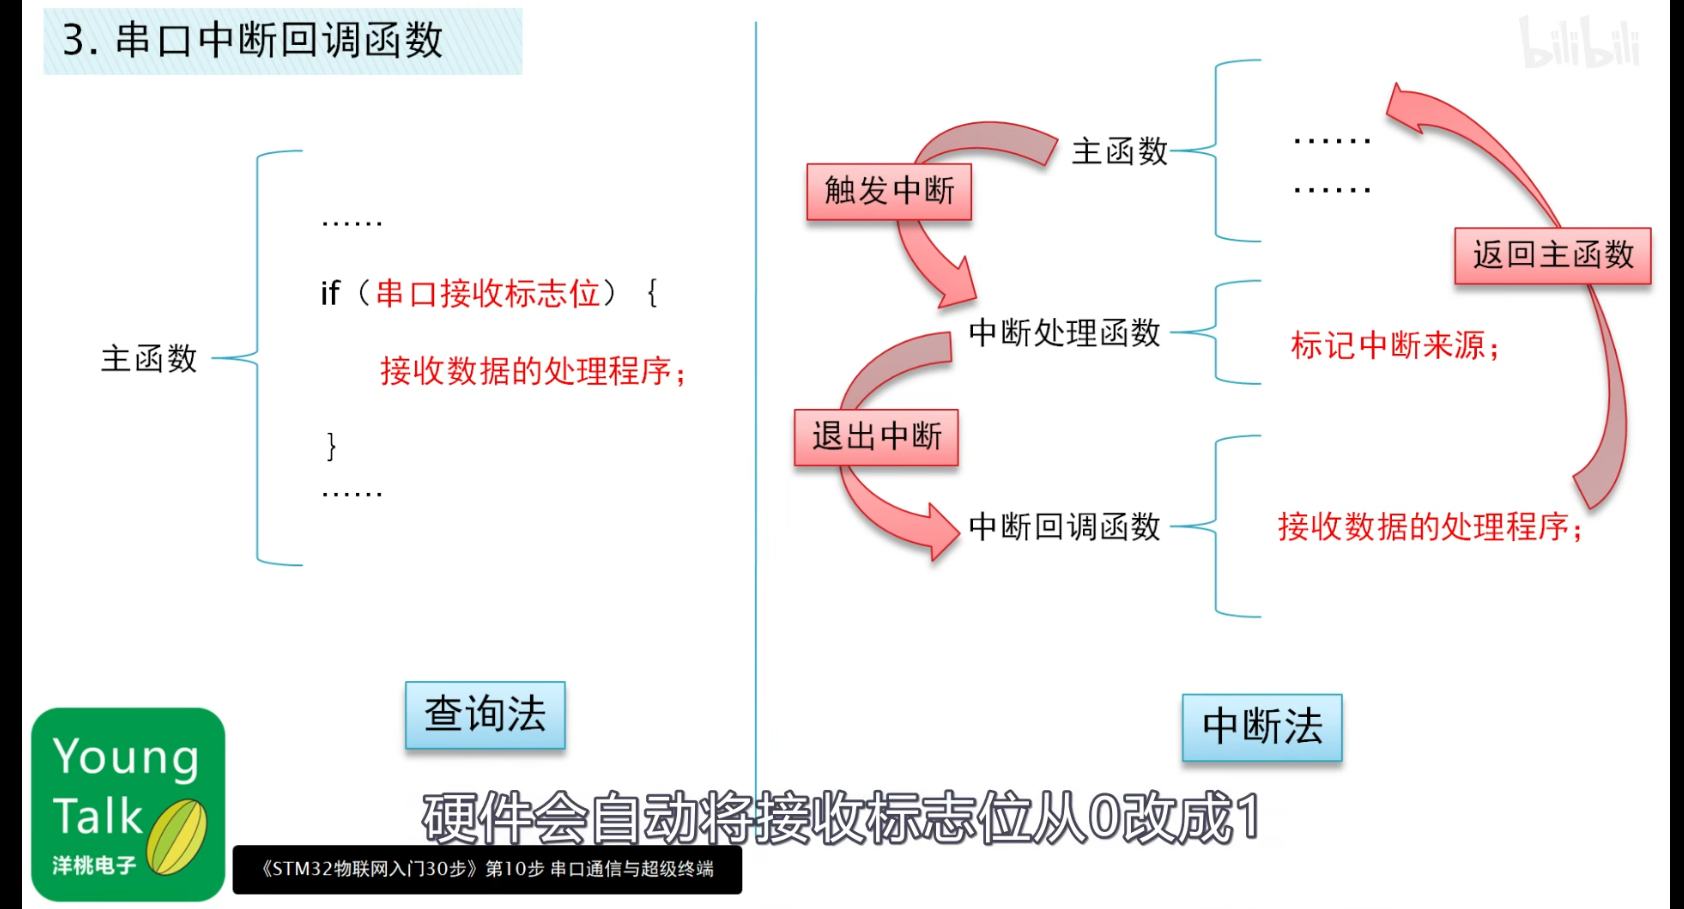 3. 串口中断回调函数
bilibili
主函数
……
if（串口接收标志位）｛
接收数据的处理程序；
｝
……
查询法
主函数
……
……
触发中断
返回主函数
中断处理函数
标记中断来源；
退出中断
中断回调函数
接收数据的处理程序；
中断法
硬件会自动将接收标志位从0改成1
Young
Talk
洋桃电子
《STM32物联网入门30步》第10步 串口通信与超级终端